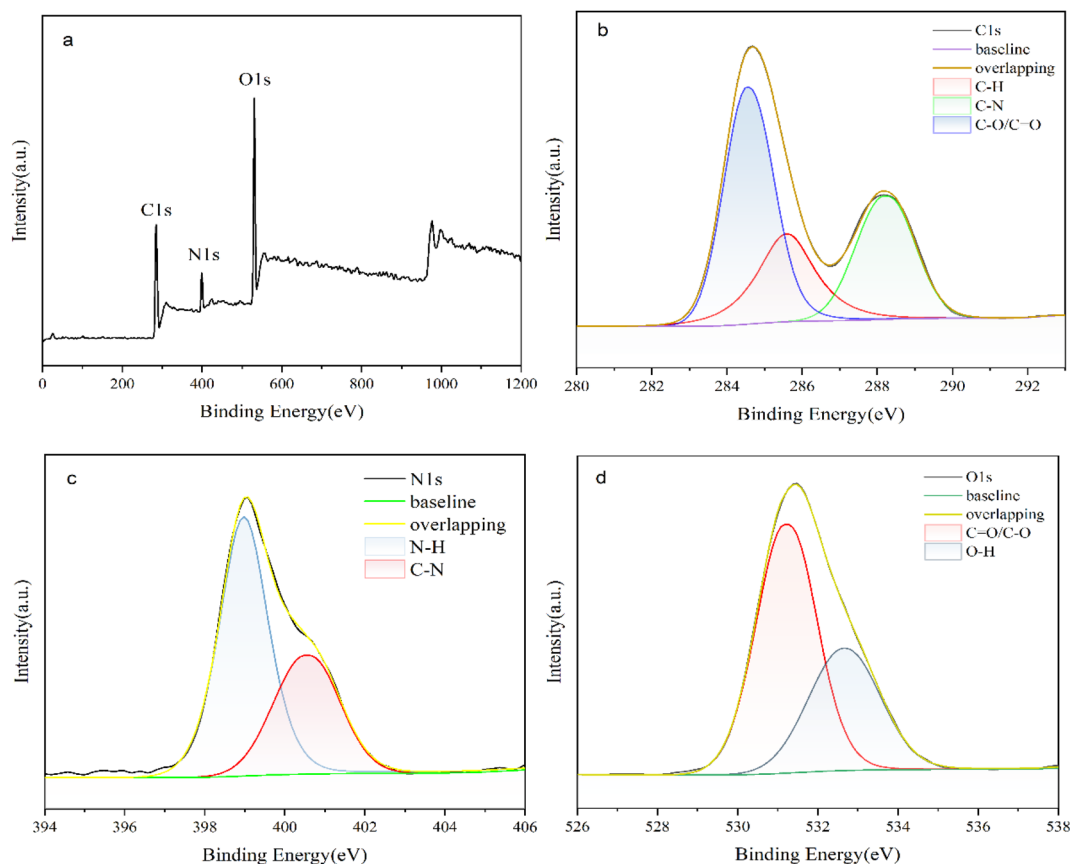 a
O1s
C1s
N1s
Intensity(a.u.)
0 200 400 600 800 1000 1200
Binding Energy(eV)
b
C1s
baseline
overlapping
C-H
C-N
C-O/C=O
Intensity(a.u.)
280 282 284 286 288 290 292
Binding Energy(eV)
c
N1s
baseline
overlapping
N-H
C-N
Intensity(a.u.)
394 396 398 400 402 404 406
Binding Energy(eV)
d
O1s
baseline
overlapping
C=O/C-O
O-H
Intensity(a.u.)
526 528 530 532 534 536 538
Binding Energy(eV)